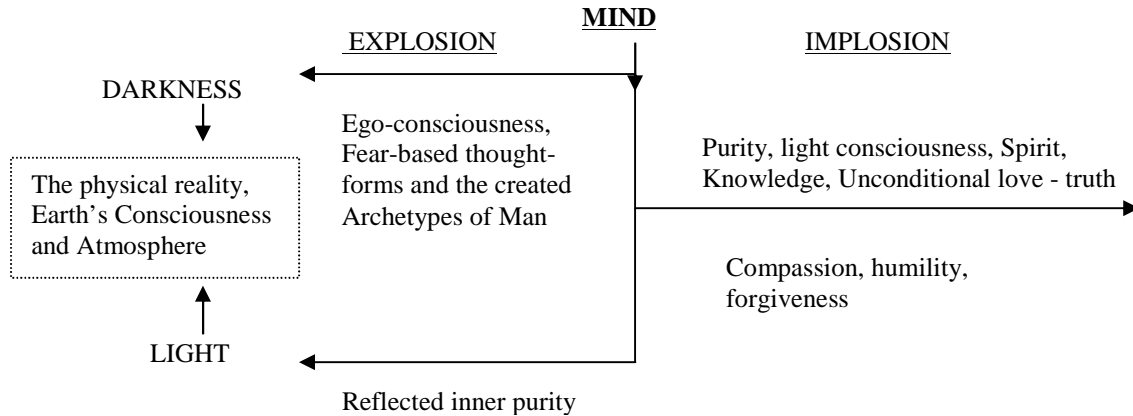 MIND
EXPLOSION
IMPLOSION
DARKNESS
Ego-consciousness,
Fear-based thought-
forms and the created
Archetypes of Man
Purity, light consciousness, Spirit,
Knowledge, Unconditional love - truth
The physical reality,
Earth's Consciousness
and Atmosphere
Compassion, humility,
forgiveness
LIGHT
Reflected inner purity